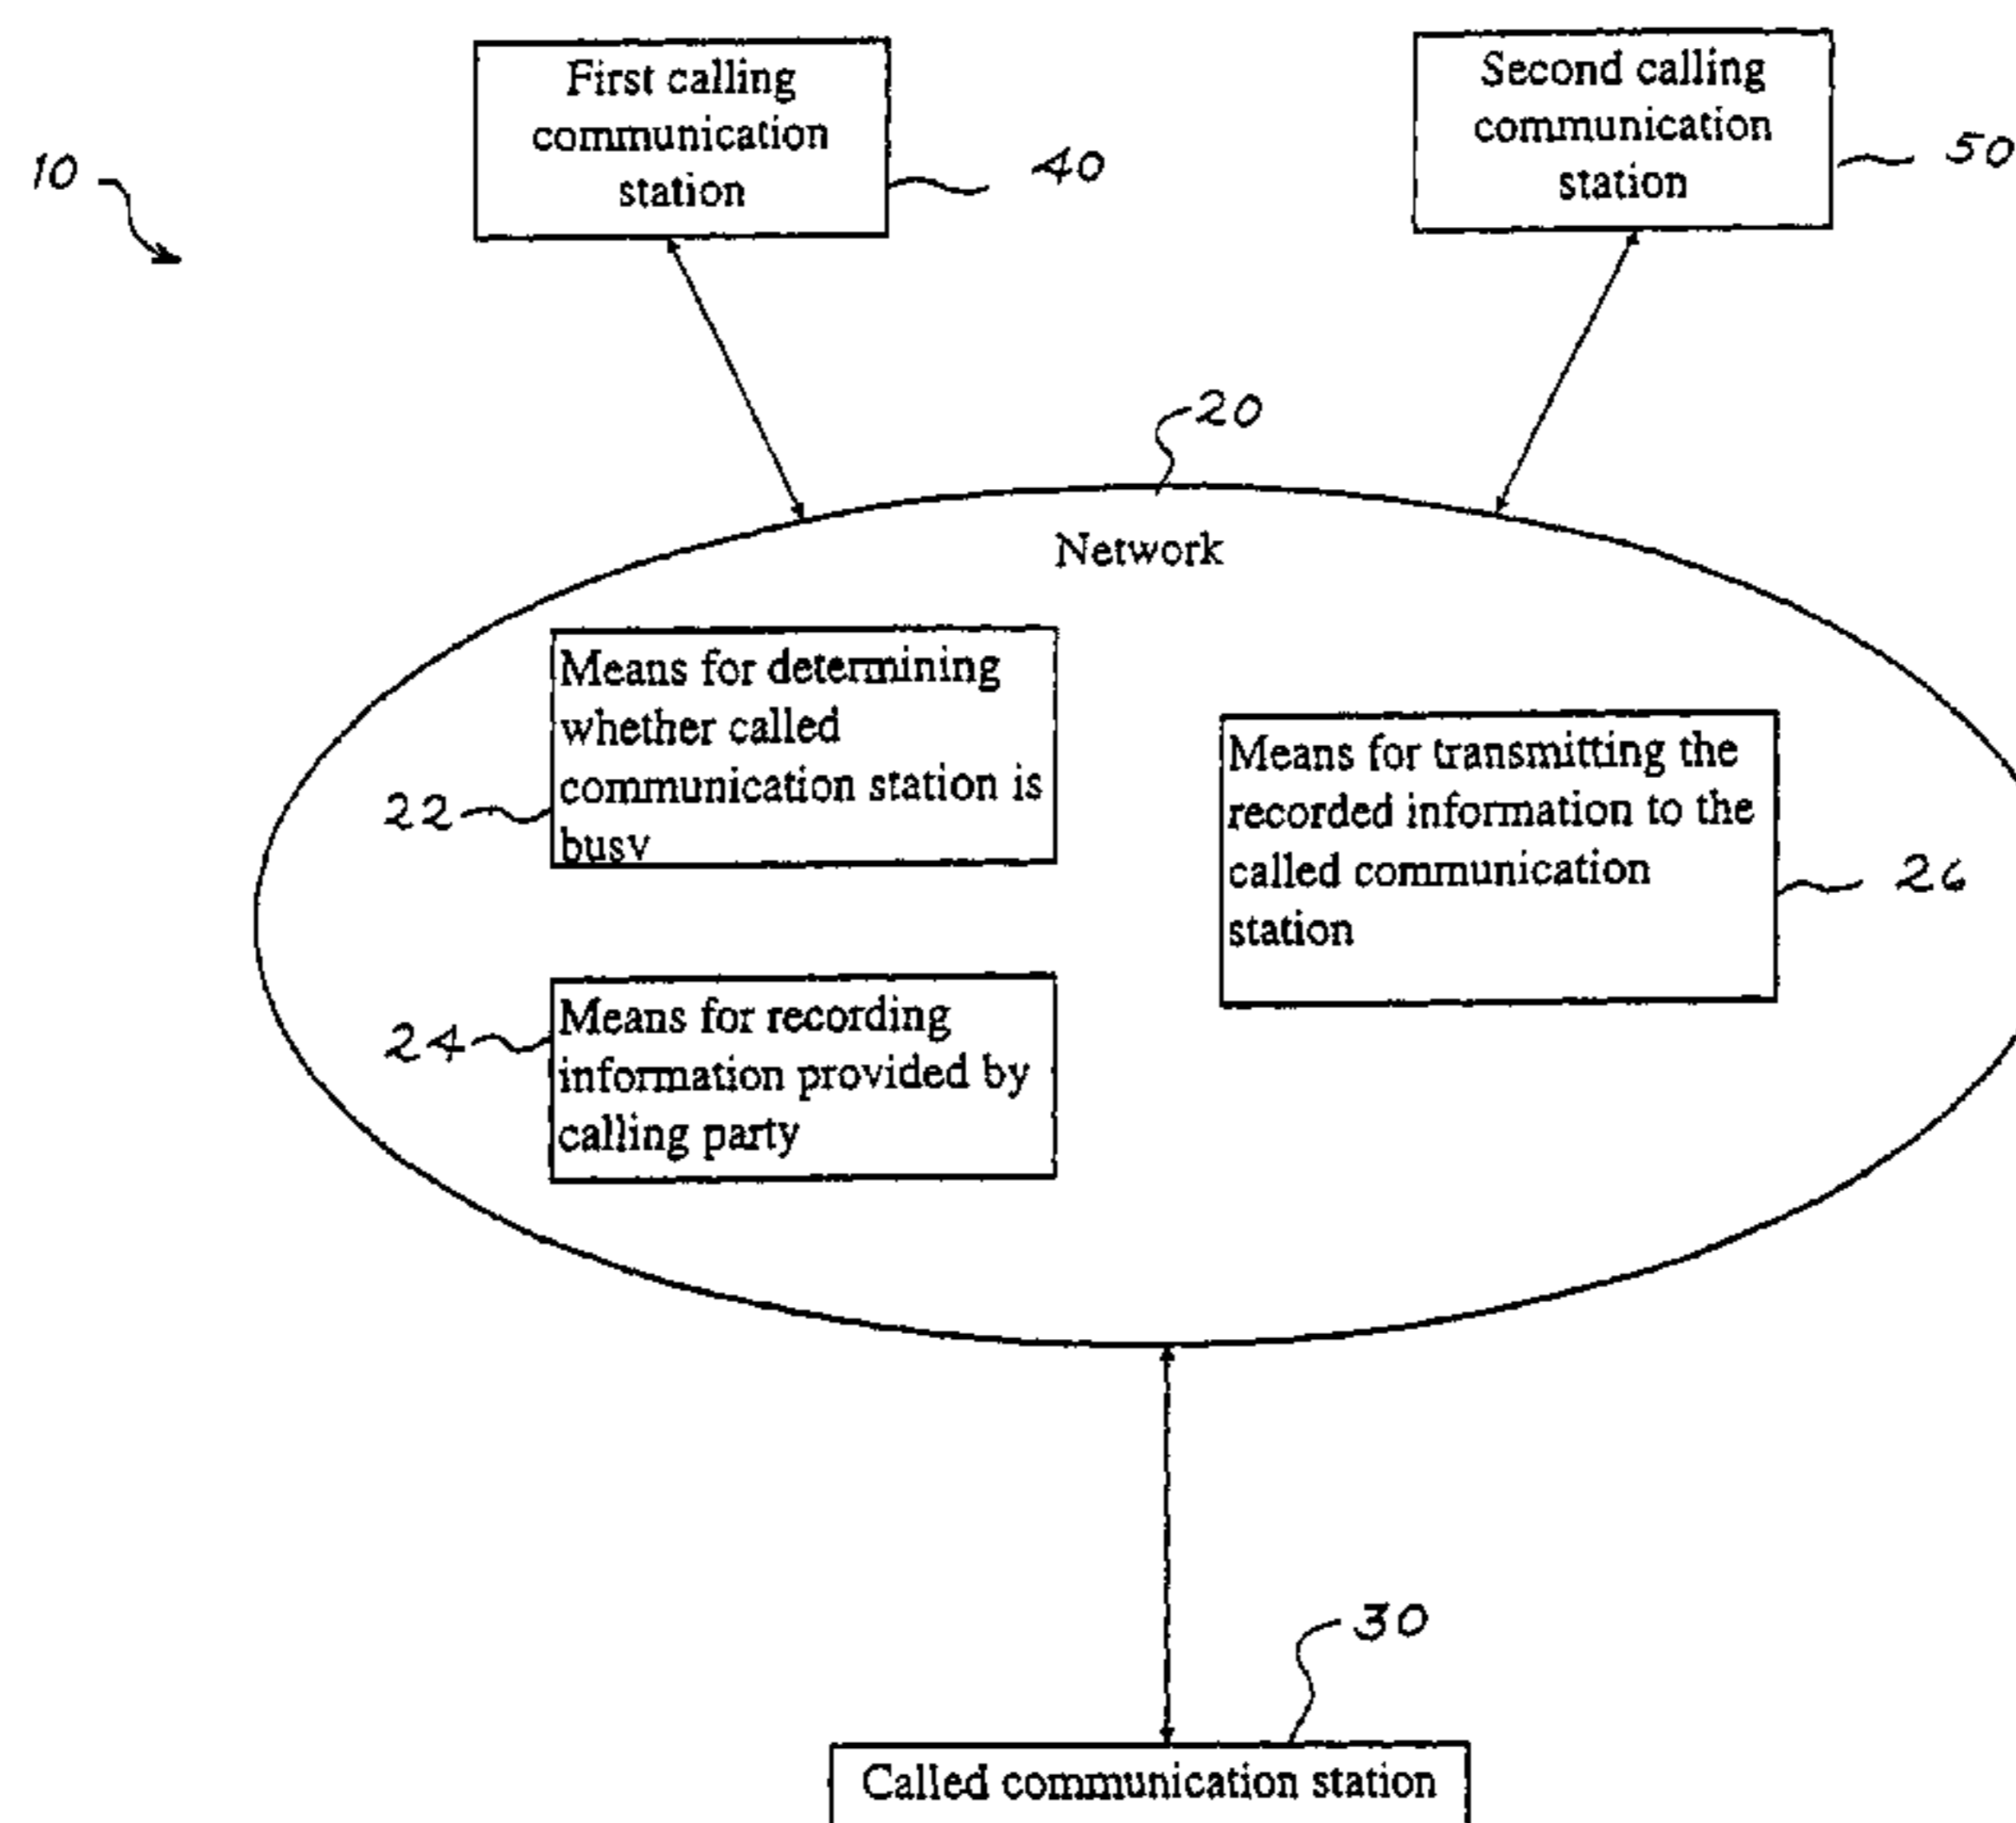 First calling
communication
station
Second calling
communication
station
10
40
50
20
Network
Means for determining
whether called
communication station is
busy
22
Means for transmitting the
recorded information to the
called communication
station
26
Means for recording
information provided by
calling party
24
30
Called communication station